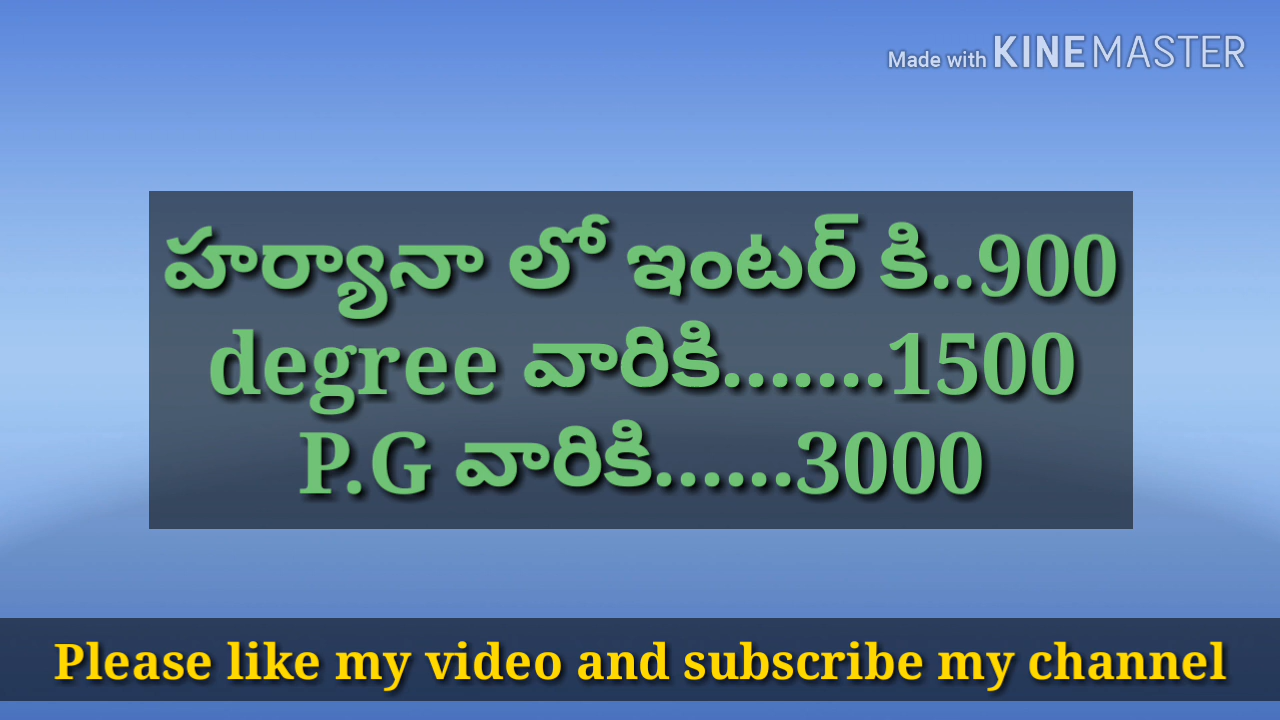 Made with KINEMASTER
హర్యానా లో ఇంటర్ కి..900
degree వారికి.......1500
P.G వారికి......3000
Please like my video and subscribe my channel